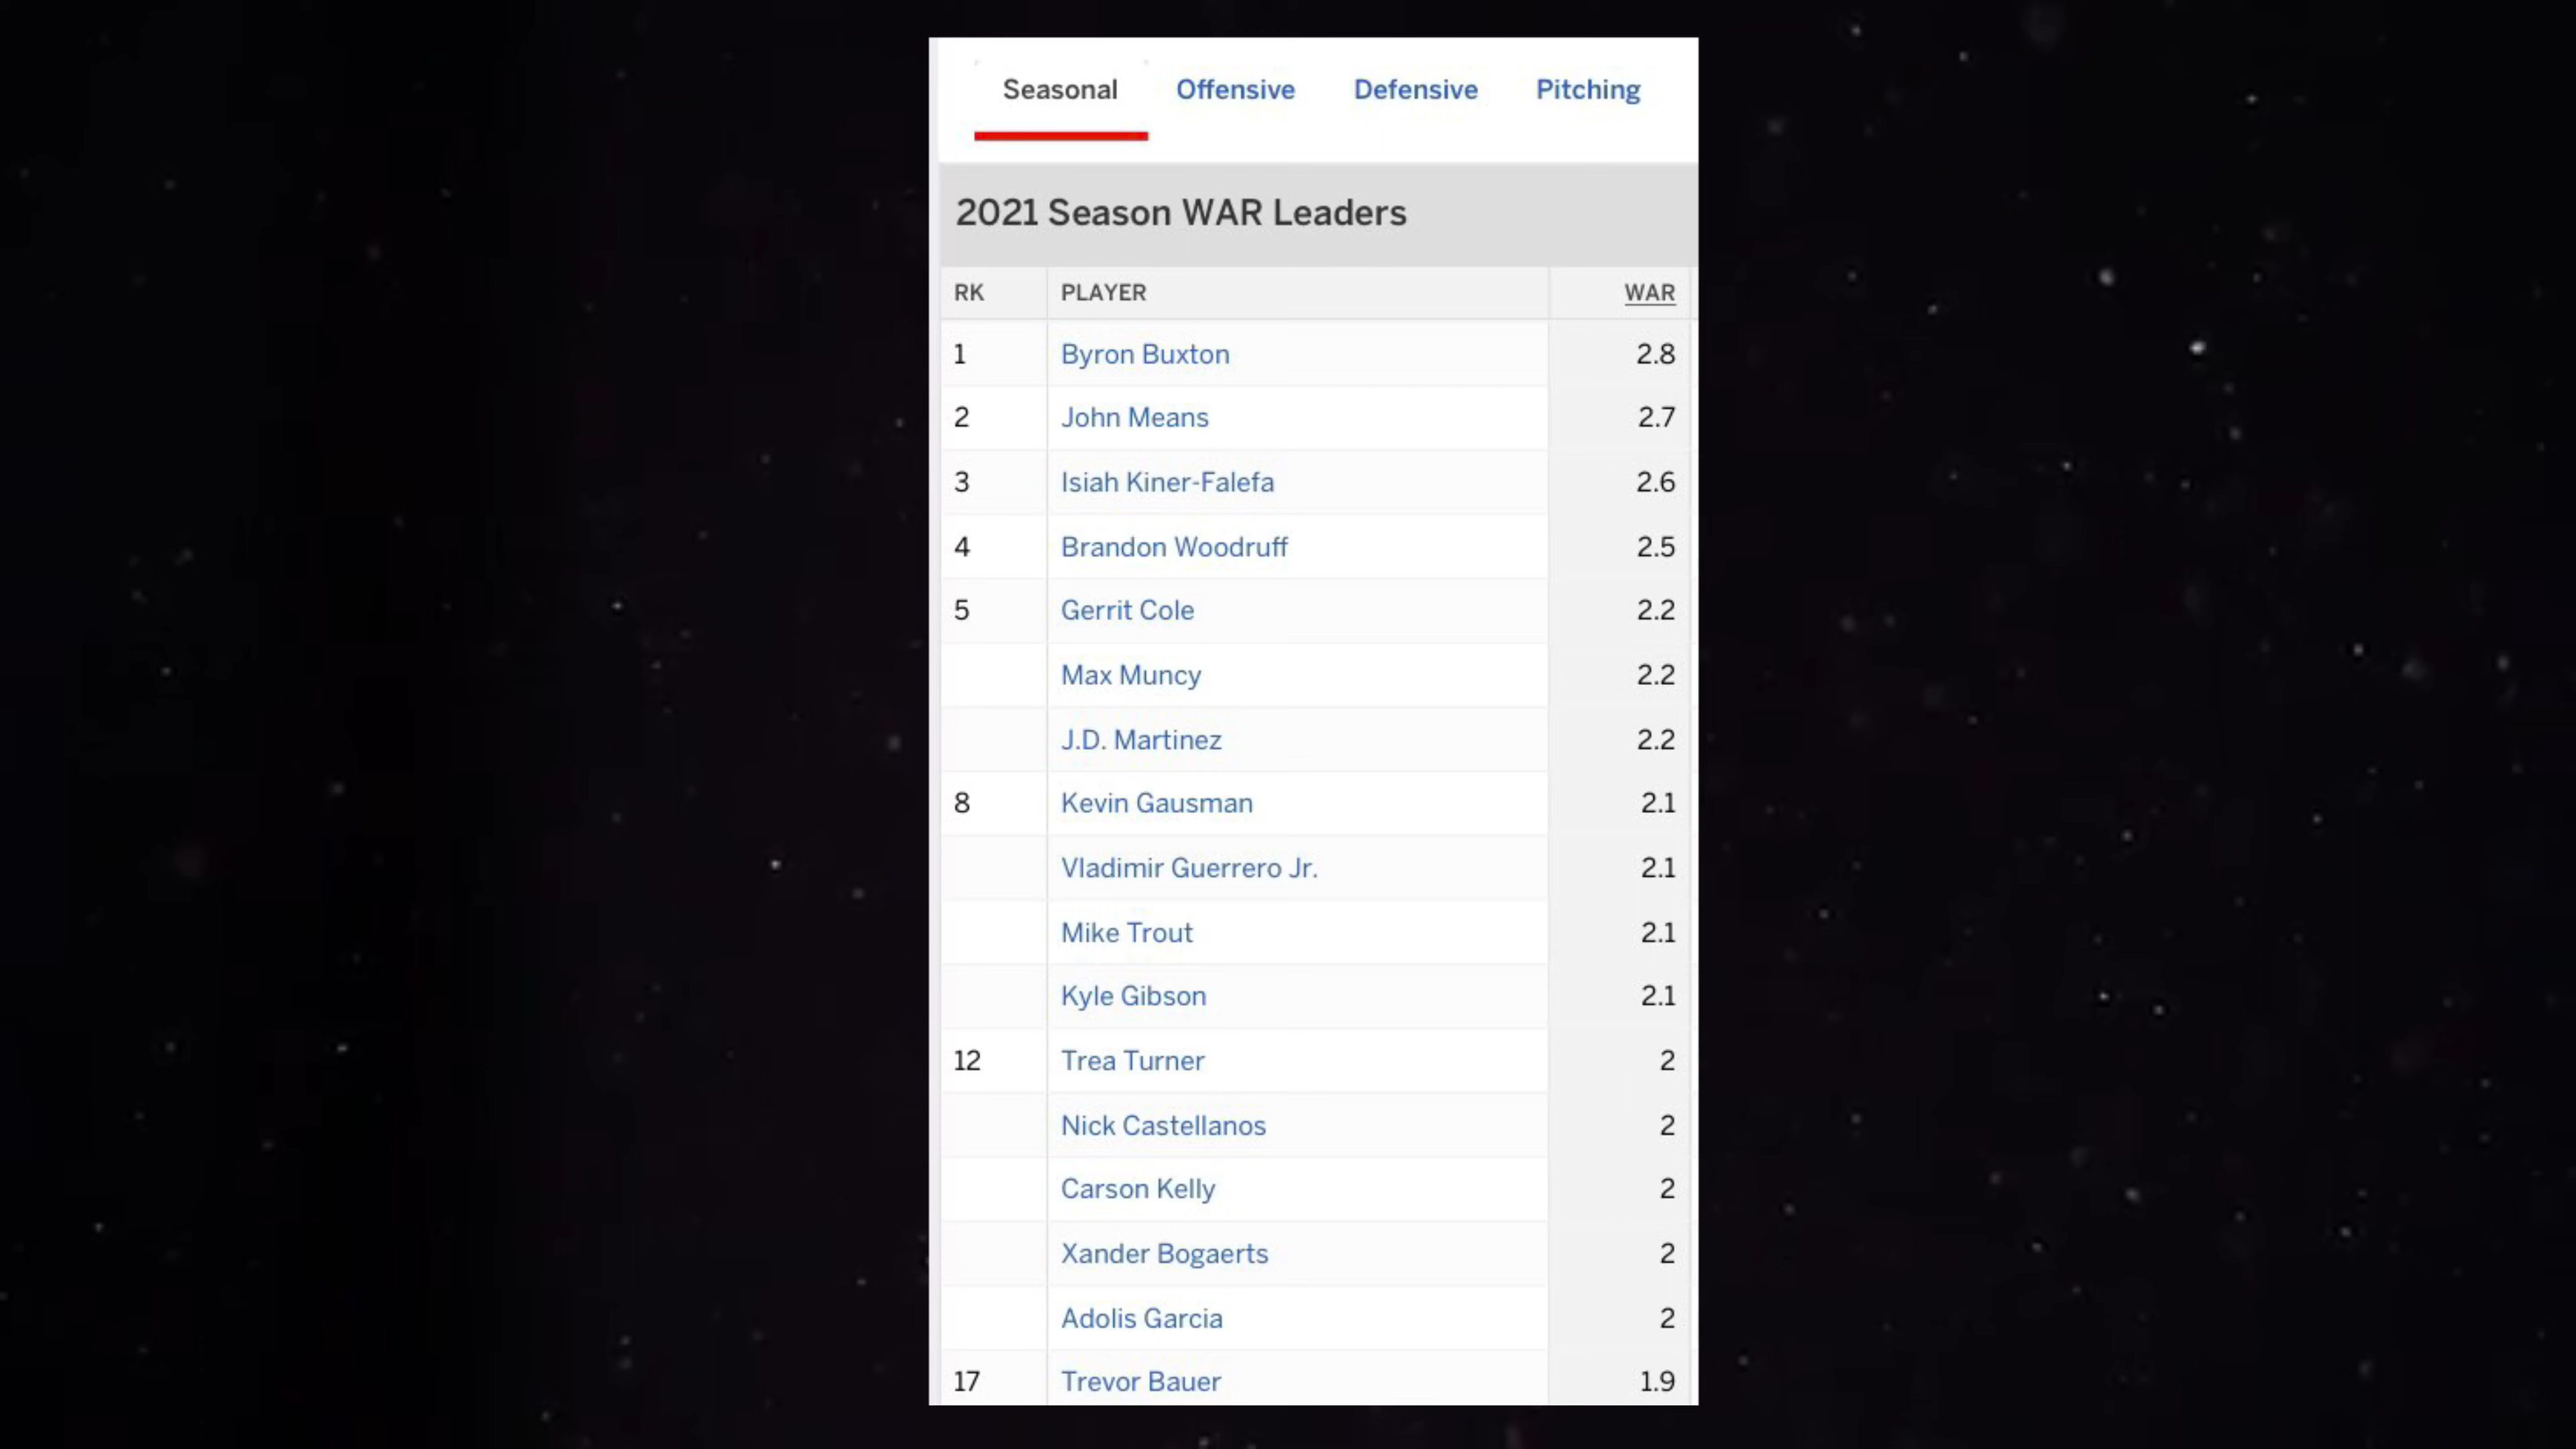 Seasonal Offensive Defensive Pitching
2021 Season WAR Leaders
RK PLAYER WAR
1 Byron Buxton 2.8
2 John Means 2.7
3 Isiah Kiner-Falefa 2.6
4 Brandon Woodruff 2.5
5 Gerrit Cole 2.2
Max Muncy 2.2
J.D. Martinez 2.2
8 Kevin Gausman 2.1
Vladimir Guerrero Jr. 2.1
Mike Trout 2.1
Kyle Gibson 2.1
12 Trea Turner 2
Nick Castellanos 2
Carson Kelly 2
Xander Bogaerts 2
Adolis Garcia 2
17 Trevor Bauer 1.9